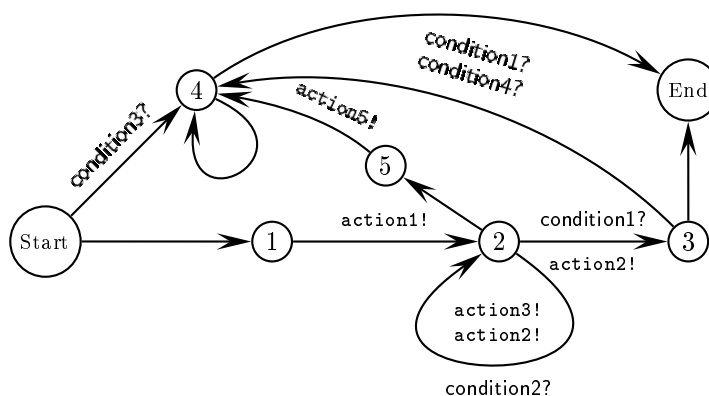 condition1?
condition4?
End
4
action5!
condition3?
5
action1!
condition1?
Start
1
2
3
action2!
action3!
action2!
condition2?